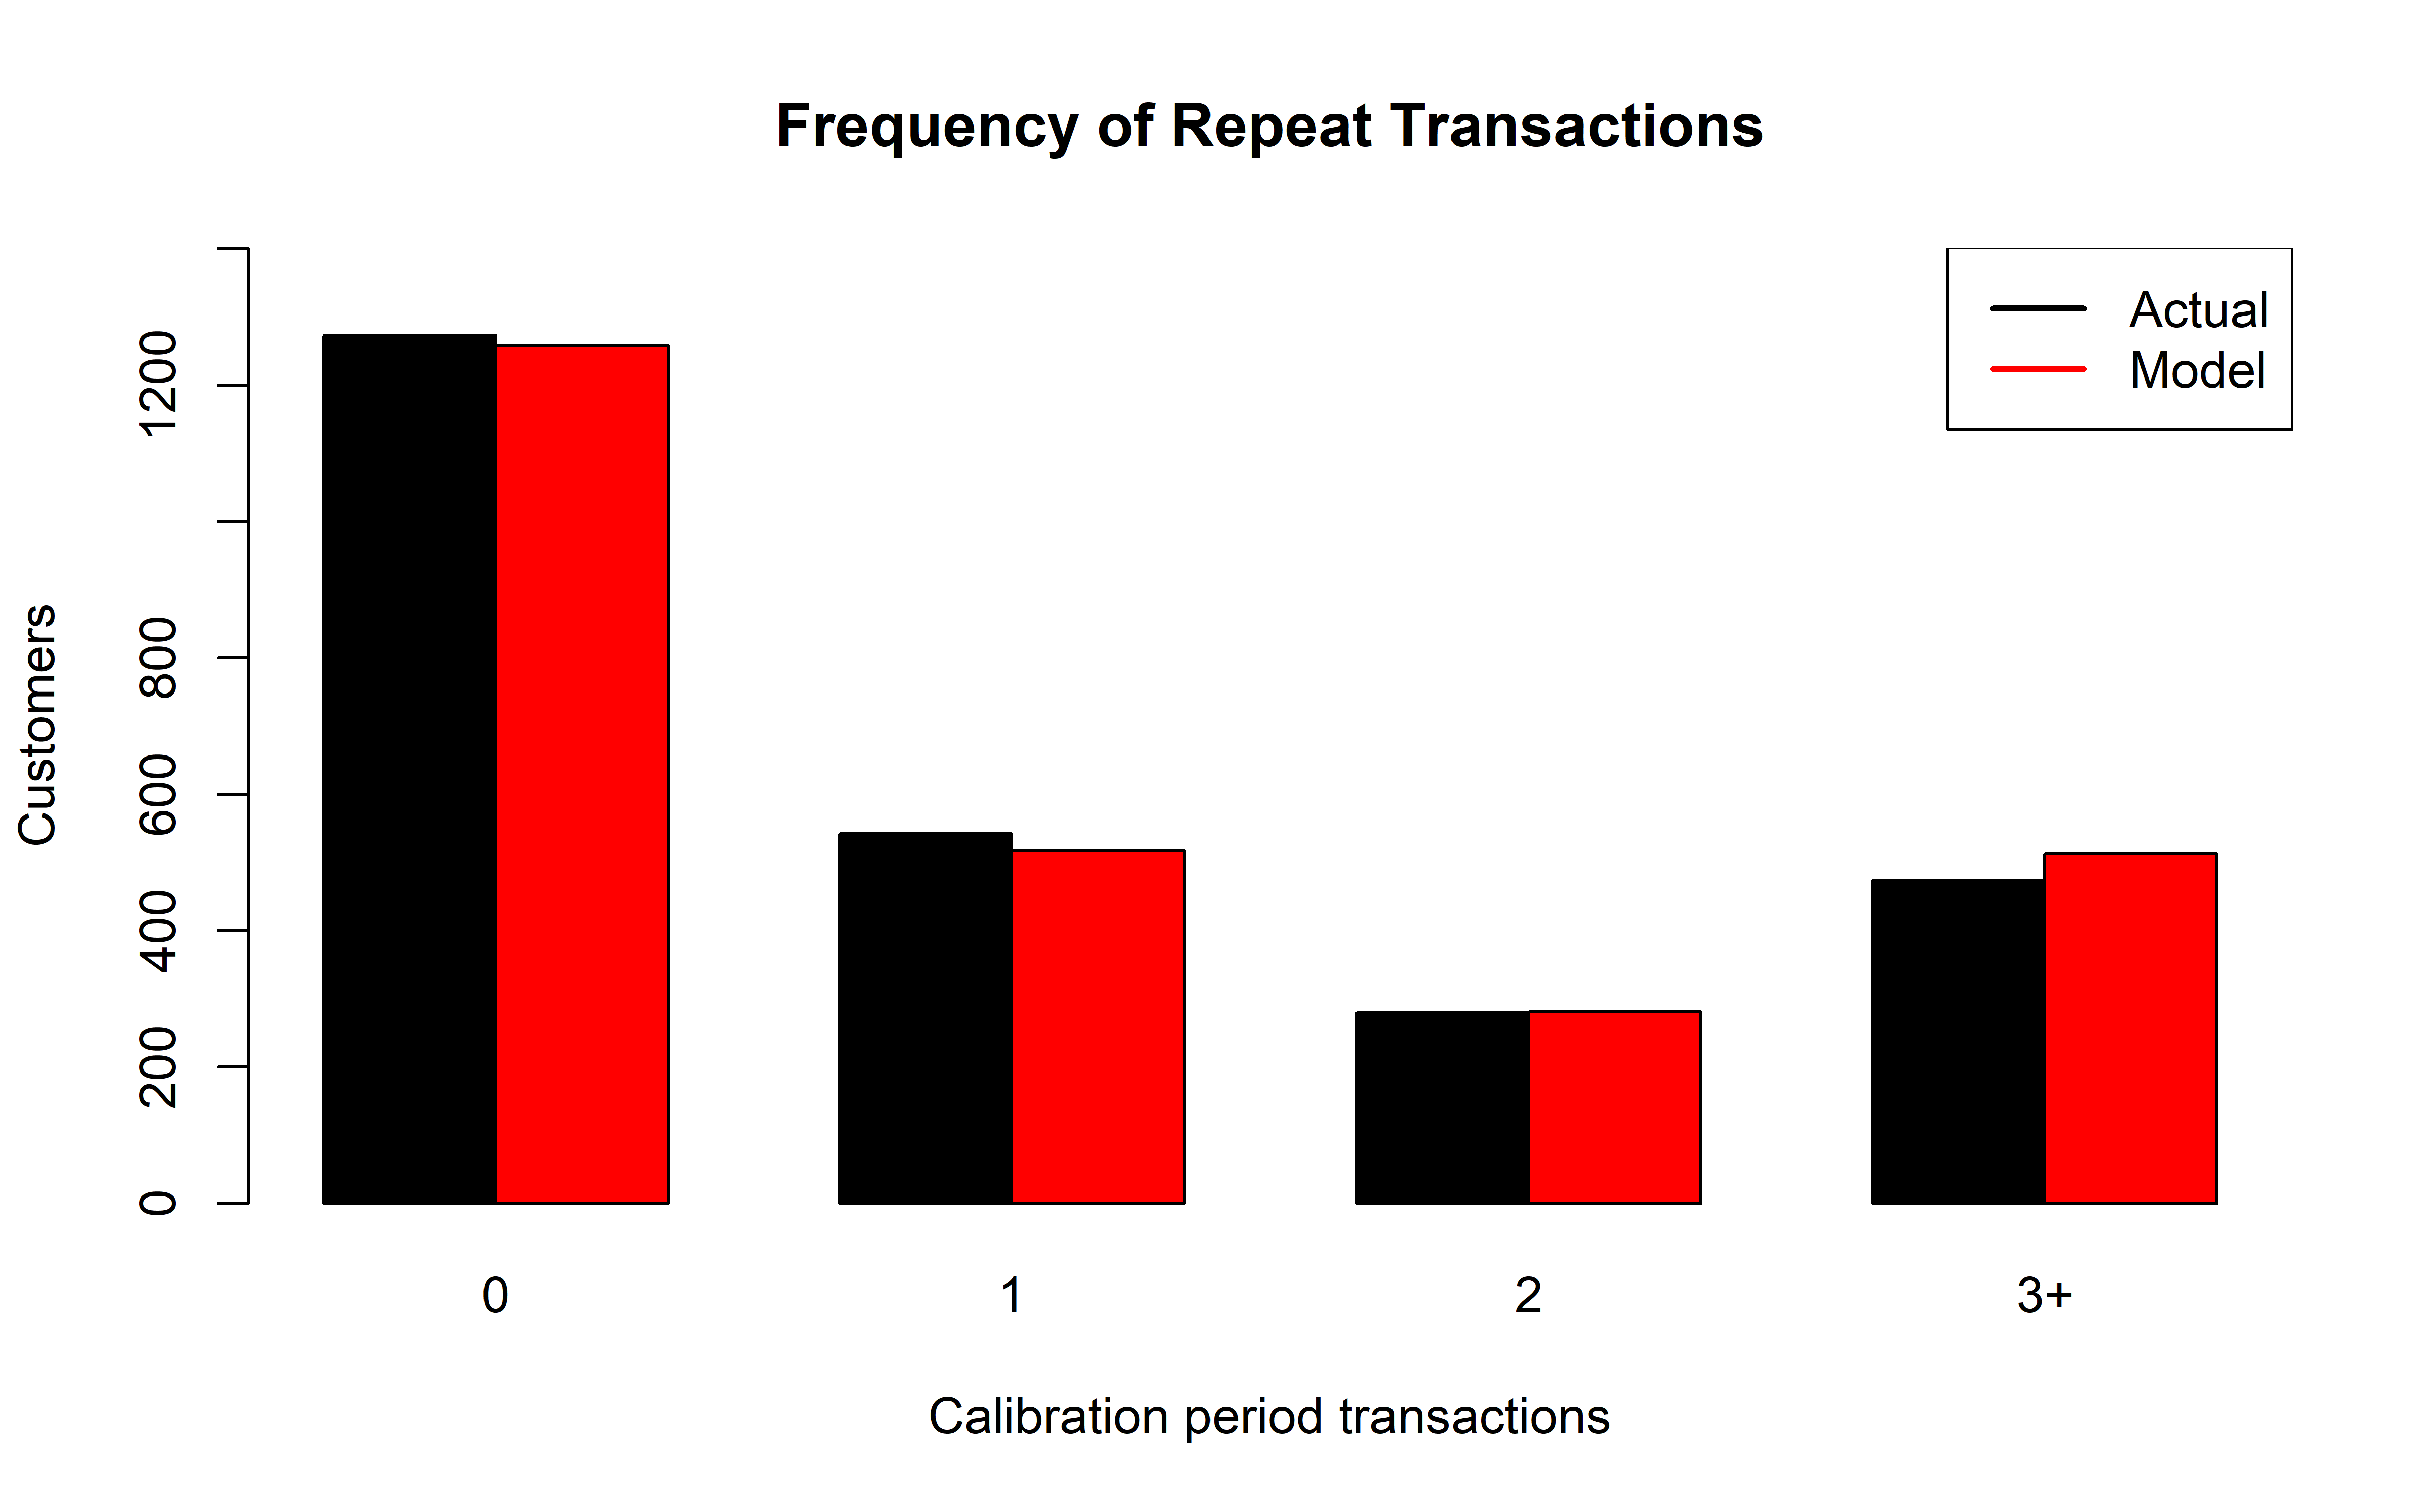 Frequency of Repeat Transactions
Actual
Model
Customers
1200
800
600
400
200
0
0
1
2
3+
Calibration period transactions